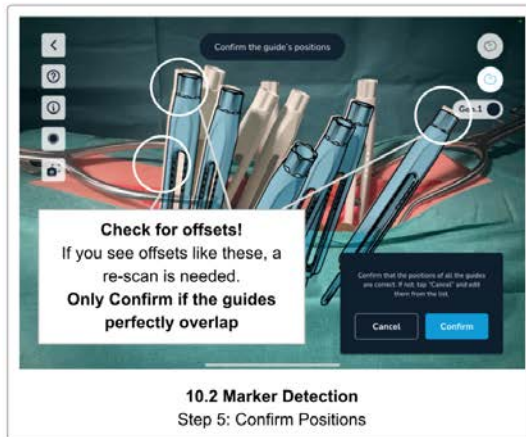 Confirm the guide's positions
Gen.1
Check for offsets!
If you see offsets like these, a
re-scan is needed.
Only Confirm if the guides
perfectly overlap
Confirm that the positions of all the guides
are correct. If not, tap "Cancel" and edit
them from the list.
Cancel
Confirm
10.2 Marker Detection
Step 5: Confirm Positions